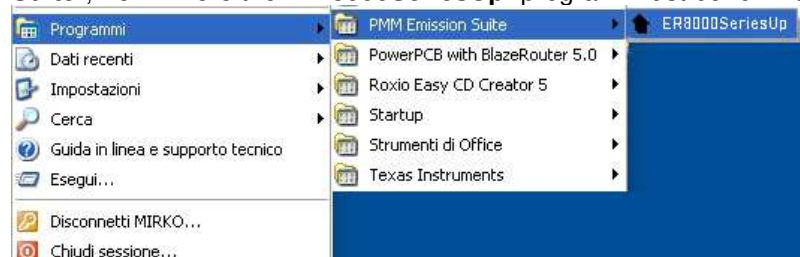 Programmi
Dati recenti
Impostazioni
Cerca
Guida in linea e supporto tecnico
Esegui...
Disconnetti MIRKO...
Chiudi sessione...
PMM Emission Suite
PowerPCB with BlazeRouter 5.0
Roxio Easy CD Creator 5
Startup
Strumenti di Office
Texas Instruments
ER8000SeriesUp